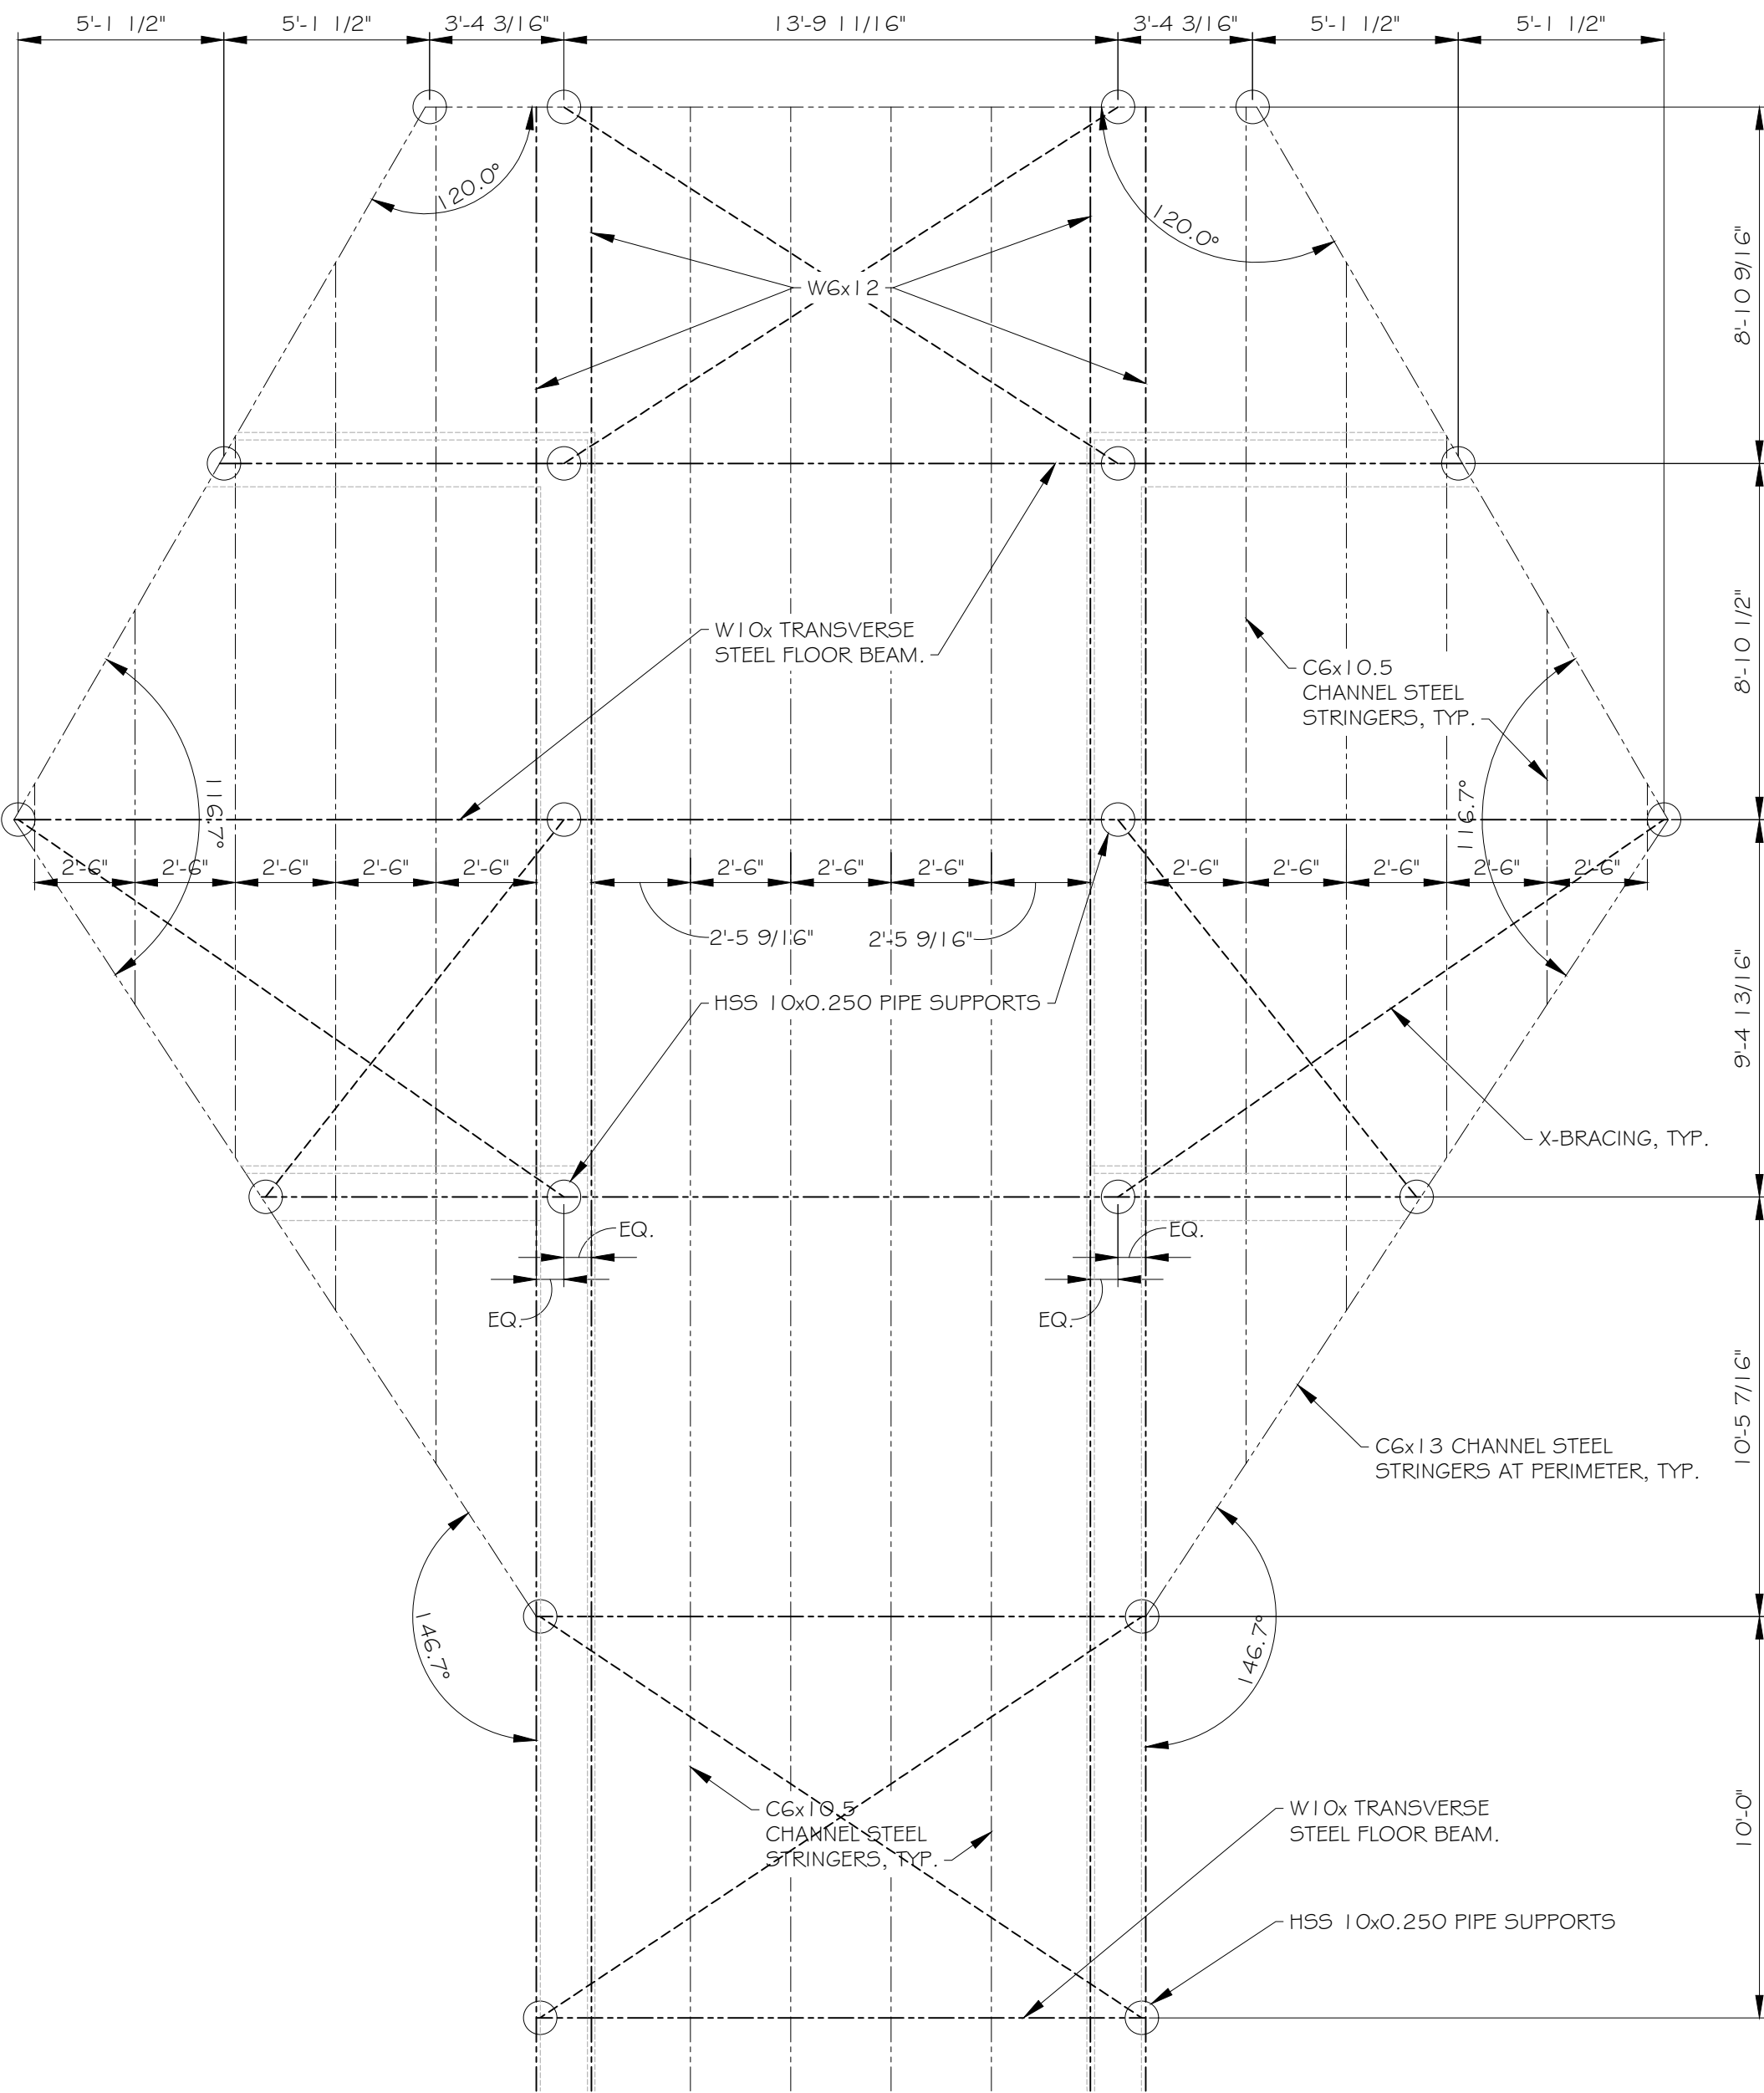 5'-1 1/2" 5'-1 1/2" 3'-4 3/16" 13'-9 11/16" 3'-4 3/16" 5'-1 1/2" 5'-1 1/2"
120.0°
120.0°
8'-10 9/16"
W6x12
8'-10 1/2"
W10x TRANSVERSE
STEEL FLOOR BEAM.
C6x10.5
CHANNEL STEEL
STRINGERS, TYP.
116.7°
116.7°
2'-6" 2'-6" 2'-6" 2'-6" 2'-6" 2'-6" 2'-6" 2'-6" 2'-6" 2'-6" 2'-6" 2'-6" 2'-6"
2'-5 9/16" 2'-5 9/16"
HSS 10x0.250 PIPE SUPPORTS
9'-4 13/16"
X-BRACING, TYP.
EQ. EQ.
EQ. EQ.
10'-5 7/16"
C6x13 CHANNEL STEEL
STRINGERS AT PERIMETER, TYP.
146.7°
146.7°
C6x10.5
CHANNEL STEEL
STRINGERS, TYP.
W10x TRANSVERSE
STEEL FLOOR BEAM.
10'-0"
HSS 10x0.250 PIPE SUPPORTS